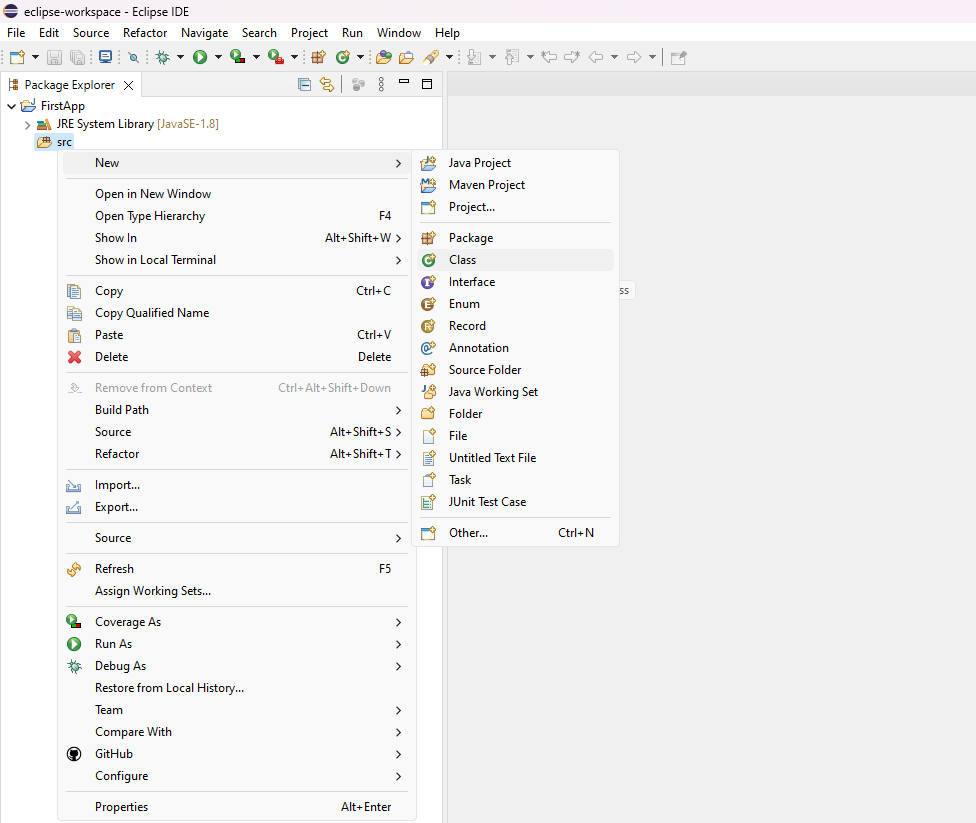 eclipse-workspace - Eclipse IDE
File Edit Source Refactor Navigate Search Project Run Window Help
Package Explorer
FirstApp
JRE System Library [JavaSE-1.8]
src
New
Open in New Window
Open Type Hierarchy F4
Show In Alt+Shift+W
Show in Local Terminal
Copy Ctrl+C
Copy Qualified Name
Paste Ctrl+V
Delete Delete
Remove from Context Ctrl+Alt+Shift+Down
Build Path
Source Alt+Shift+S
Refactor Alt+Shift+T
Import...
Export...
Source
Refresh F5
Assign Working Sets...
Coverage As
Run As
Debug As
Restore from Local History...
Team
Compare With
GitHub
Configure
Properties Alt+Enter
Java Project
Maven Project
Project...
Package
Class
Interface
Enum
Record
Annotation
Source Folder
Java Working Set
Folder
File
Untitled Text File
Task
JUnit Test Case
Other... Ctrl+N
ss